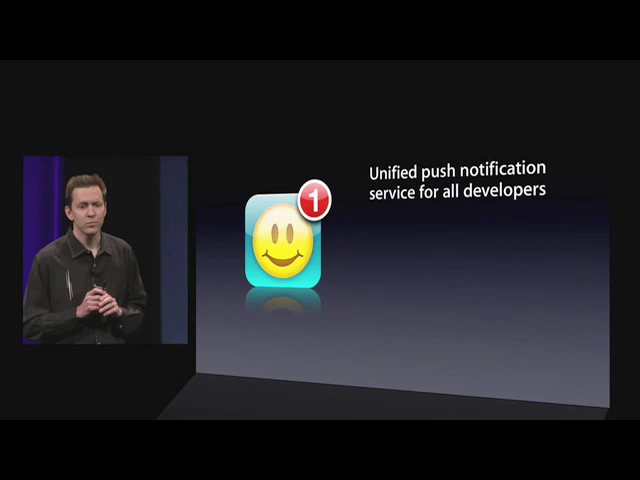 1
Unified push notification
service for all developers